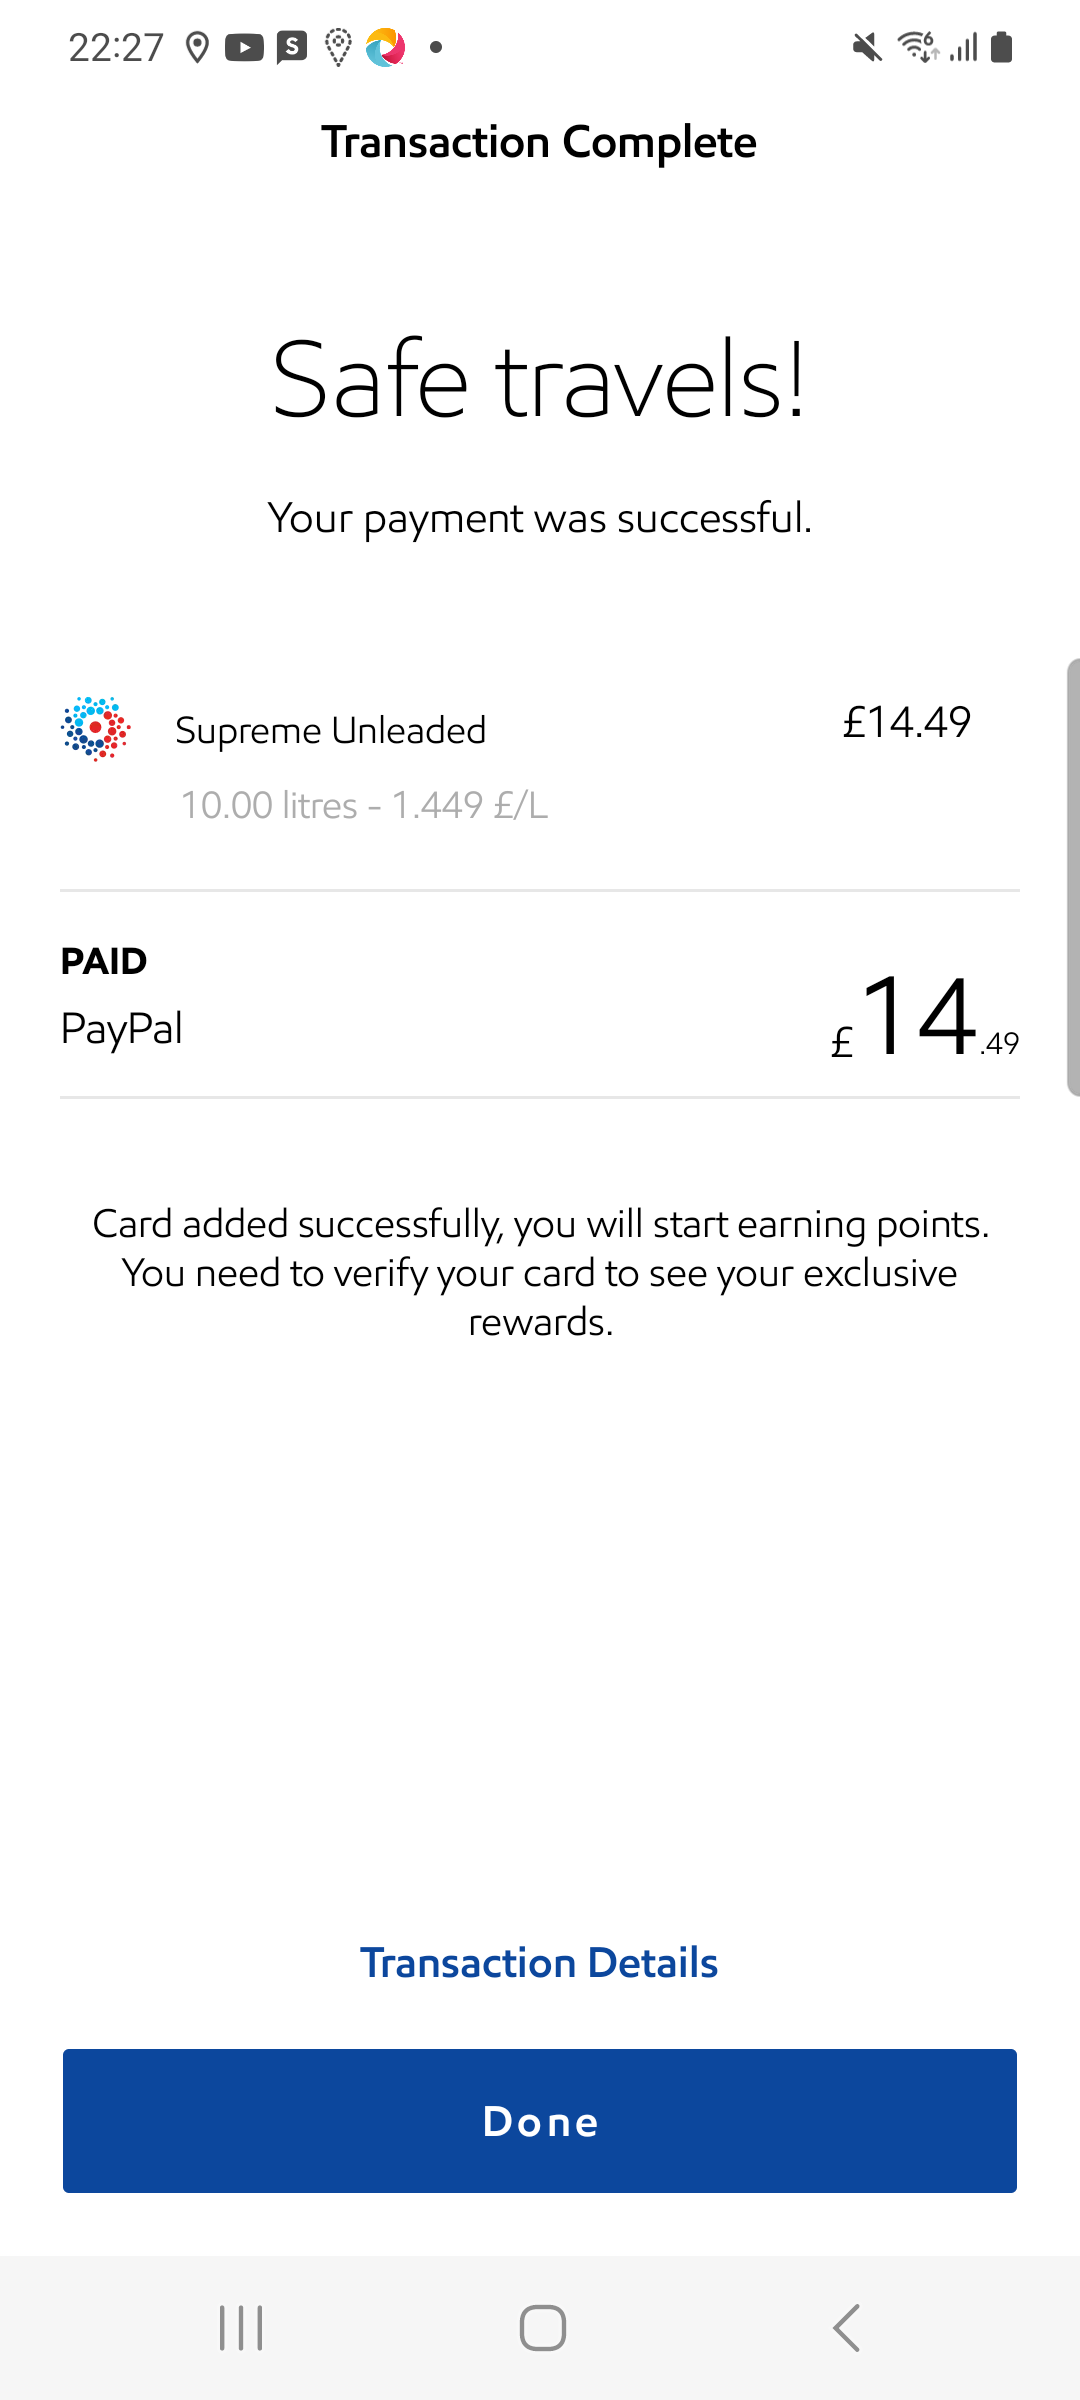 22:27
Transaction Complete
Safe travels!
Your payment was successful.
Supreme Unleaded
£14.49
10.00 litres - 1.449 £/L
PAID
PayPal
£14.49
Card added successfully, you will start earning points.
You need to verify your card to see your exclusive
rewards.
Transaction Details
Done